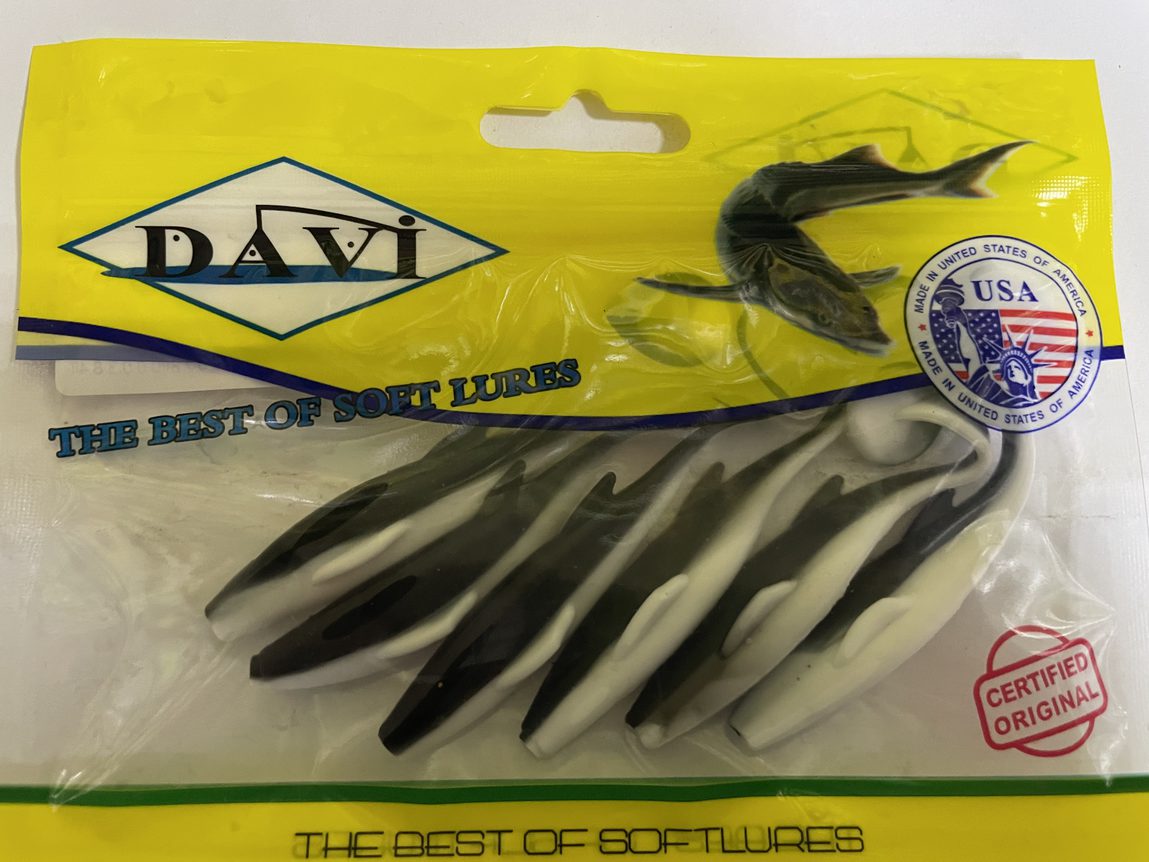 DAVİ
MADE IN UNITED STATES OF AMERICA
USA
MADE IN UNITED STATES OF AMERICA
THE BEST OF SOFT LURES
CERTIFIED
ORIGINAL
THE BEST OF SOFTLURES